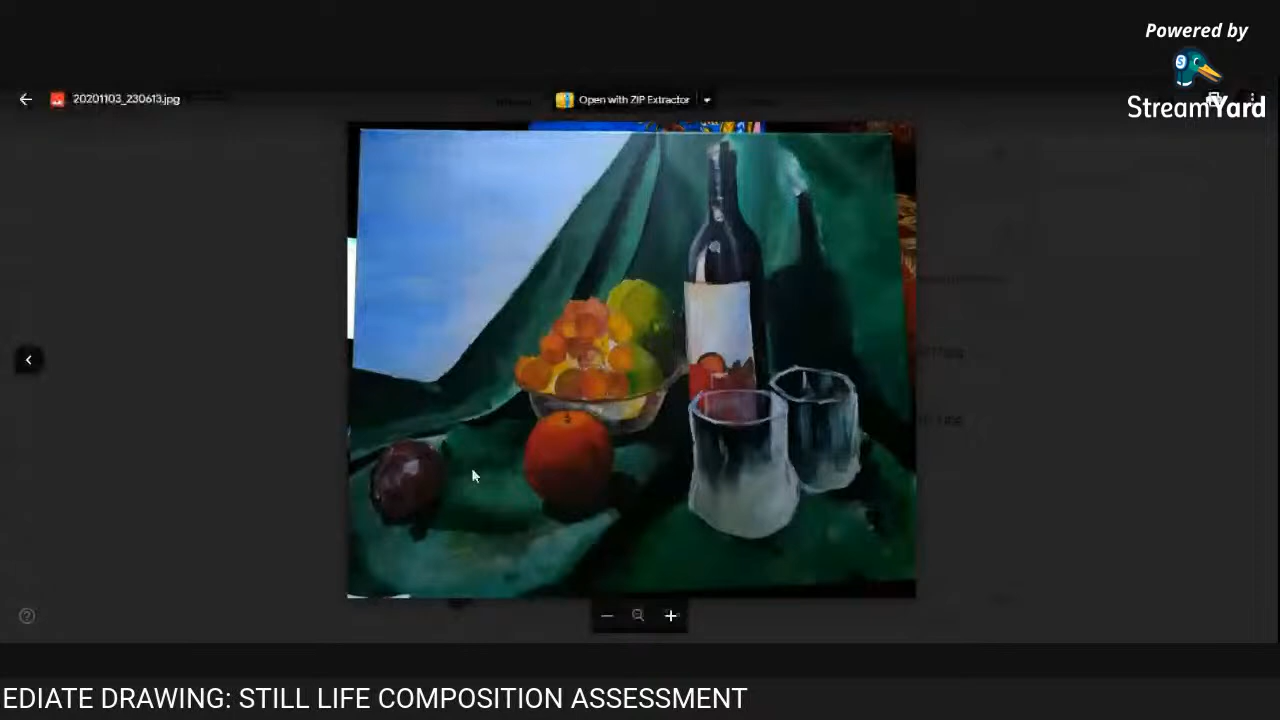 Powered by
StreamYard
20201103_230613.jpg
Open with ZIP Extractor
EDIATE DRAWING: STILL LIFE COMPOSITION ASSESSMENT